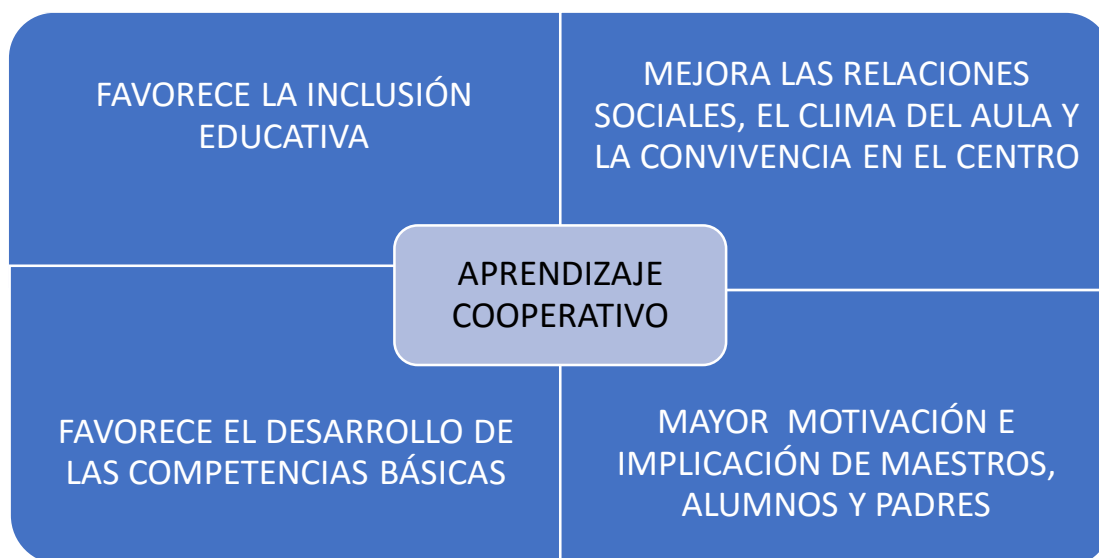 FAVORECE LA INCLUSIÓN
EDUCATIVA
MEJORA LAS RELACIONES
SOCIALES, EL CLIMA DEL AULA Y
LA CONVIVENCIA EN EL CENTRO
APRENDIZAJE
COOPERATIVO
FAVORECE EL DESARROLLO DE
LAS COMPETENCIAS BÁSICAS
MAYOR  MOTIVACIÓN E
IMPLICACIÓN DE MAESTROS,
ALUMNOS Y PADRES